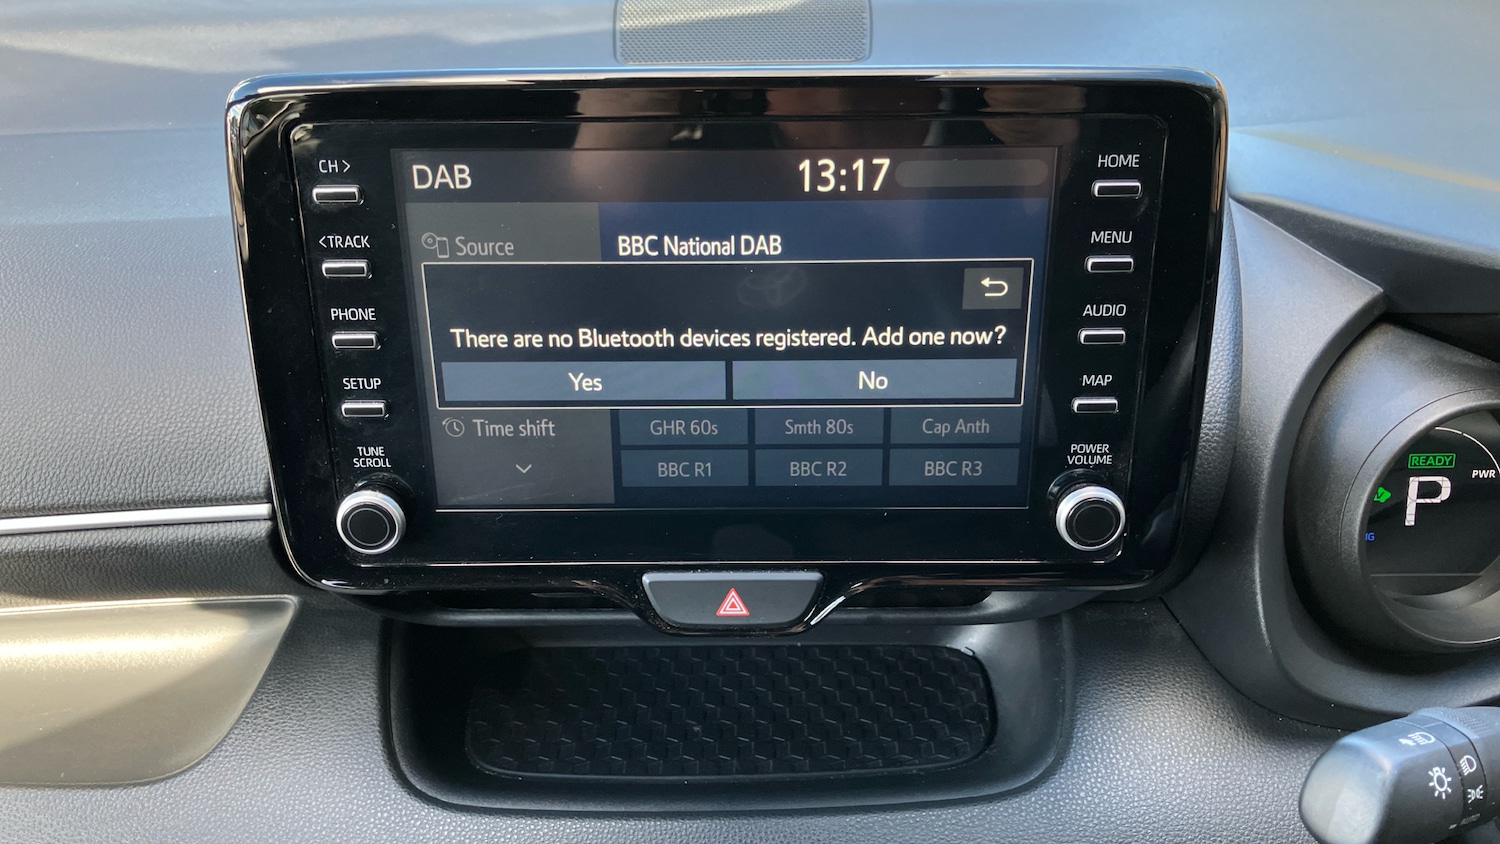 CH >
DAB
13:17
HOME
<TRACK
Source
BBC National DAB
MENU
PHONE
There are no Bluetooth devices registered. Add one now?
AUDIO
SETUP
Yes
No
MAP
TUNE
SCROLL
Time shift
GHR 60s
Smth 80s
Cap Anth
POWER
VOLUME
BBC R1
BBC R2
BBC R3
READY
PWR
P
AUTO